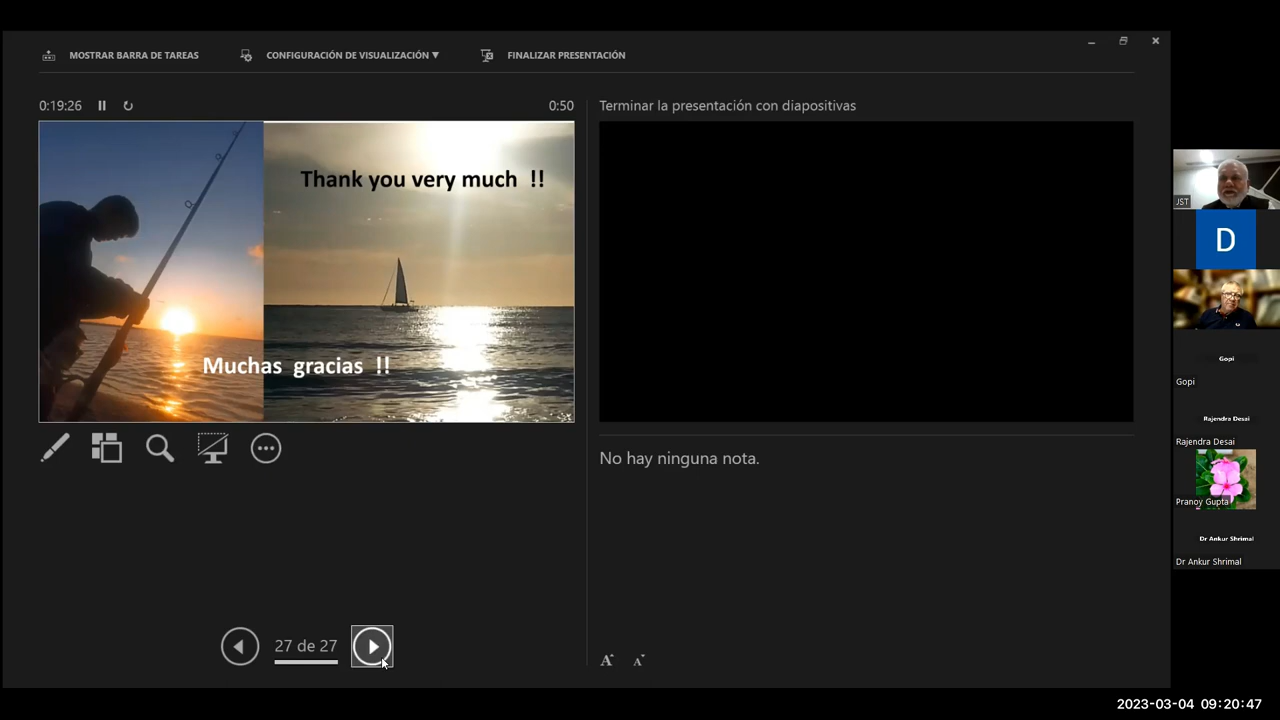 MOSTRAR BARRA DE TAREAS
CONFIGURACIÓN DE VISUALIZACIÓN ▼
FINALIZAR PRESENTACIÓN
0:19:26
0:50
Terminar la presentación con diapositivas
Thank you very much !!
Muchas gracias !!
No hay ninguna nota.
27 de 27
A A
JST
D
Gopi
Gopi
Rajendra Desai
Rajendra Desai
Pranoy Gupta
Dr Ankur Shrimal
Dr Ankur Shrimal
2023-03-04 09:20:47